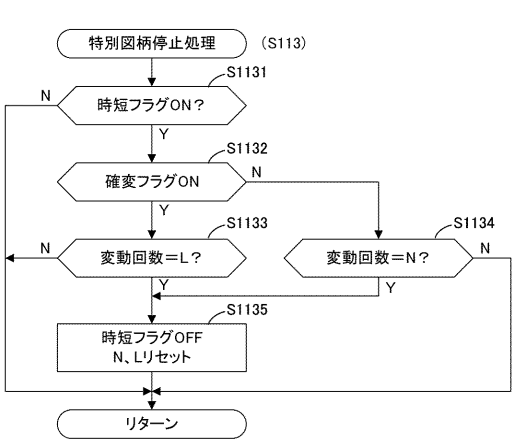 特別図柄停止処理 (S113)
S1131
N
時短フラグON?
Y
S1132
確変フラグON
N
Y
S1133
N
変動回数=L?
Y
S1134
変動回数=N?
N
Y
S1135
時短フラグOFF
N、Lリセット
リターン